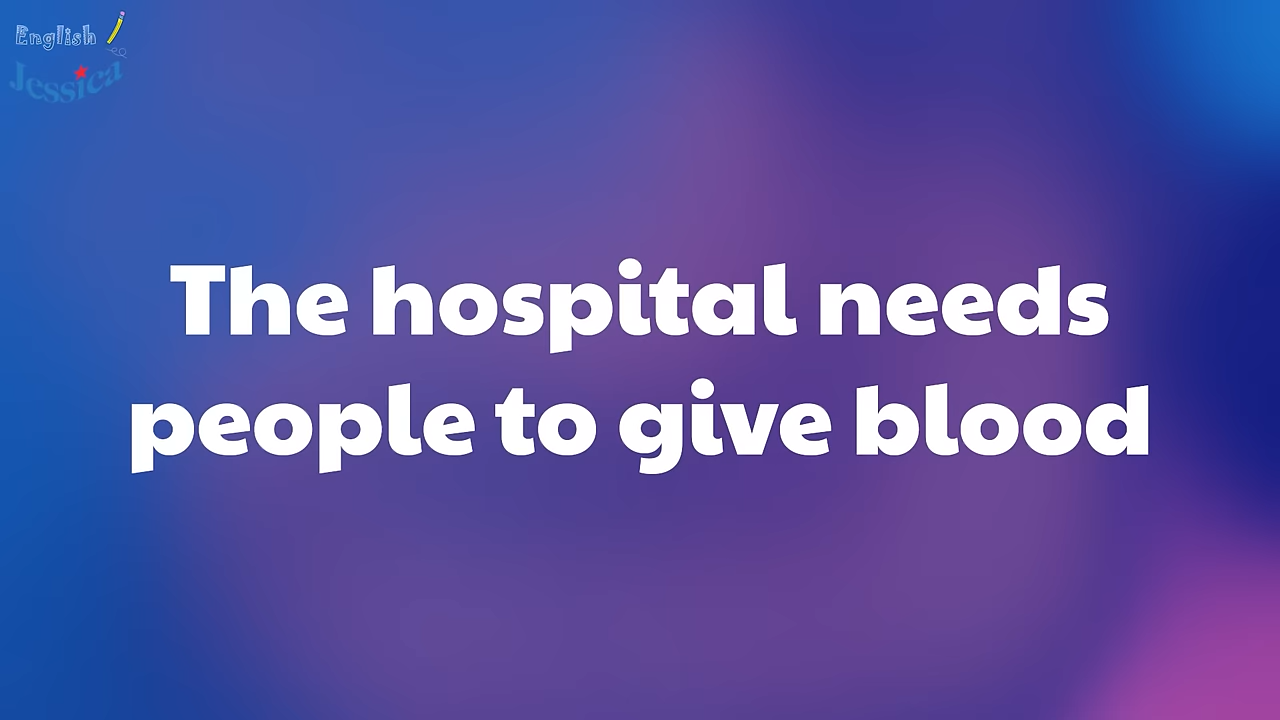 English
Jessica
The hospital needs
people to give blood